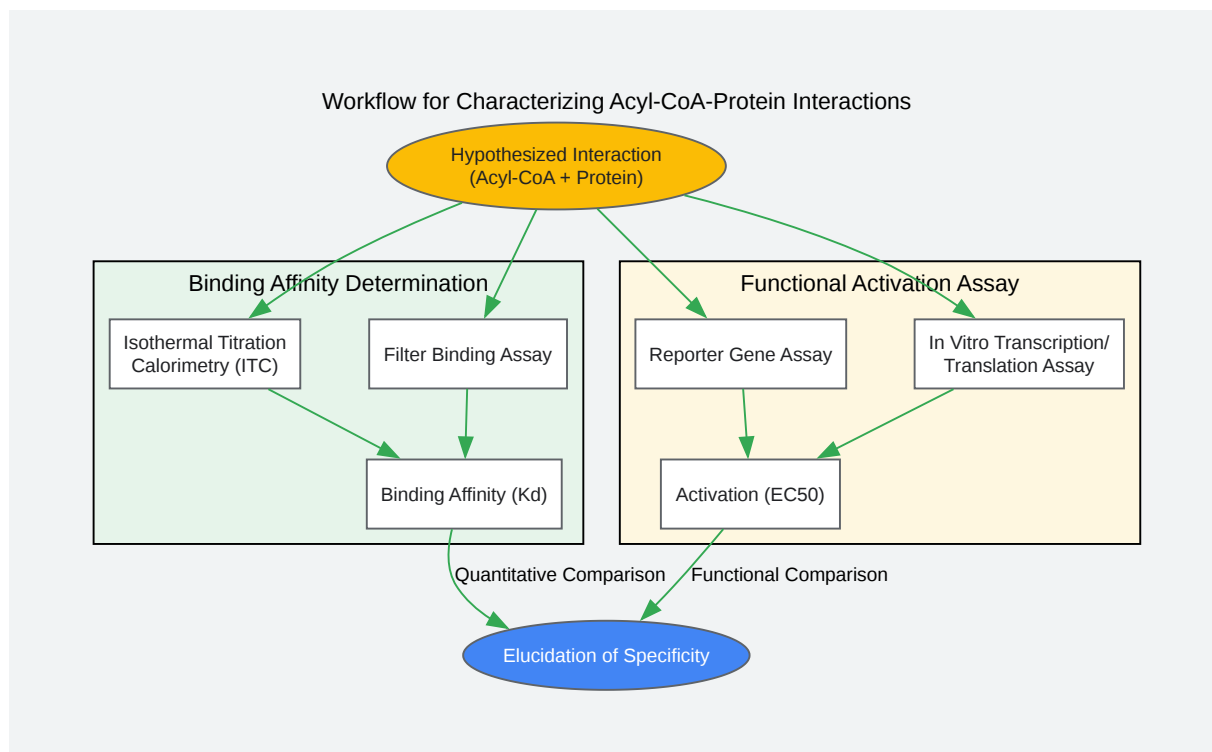 Workflow for Characterizing Acyl-CoA-Protein Interactions
Hypothesized Interaction
(Acyl-CoA + Protein)
Binding Affinity Determination
Functional Activation Assay
Isothermal Titration
Calorimetry (ITC)
Filter Binding Assay
Reporter Gene Assay
In Vitro Transcription/
Translation Assay
Binding Affinity (Kd)
Activation (EC50)
Quantitative Comparison
Functional Comparison
Elucidation of Specificity